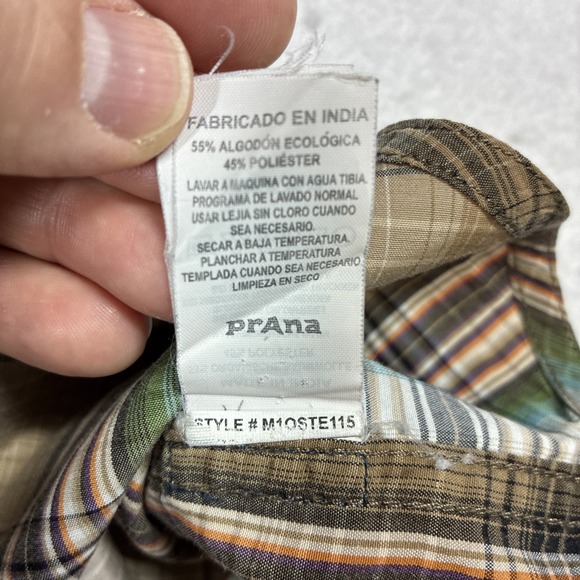 FABRICADO EN INDIA
55% ALGODÓN ECOLÓGICA
45% POLIÉSTER
LAVAR A MAQUINA CON AGUA TIBIA
PROGRAMA DE LAVADO NORMAL
USAR LEJIA SIN CLORO CUANDO
SEA NECESARIO.
SECAR A BAJA TEMPERATURA.
PLANCHAR A TEMPERATURA
TEMPLADA CUANDO SEA NECESARIO
LIMPIEZA EN SECO
prAna
STYLE # M1OSTE115